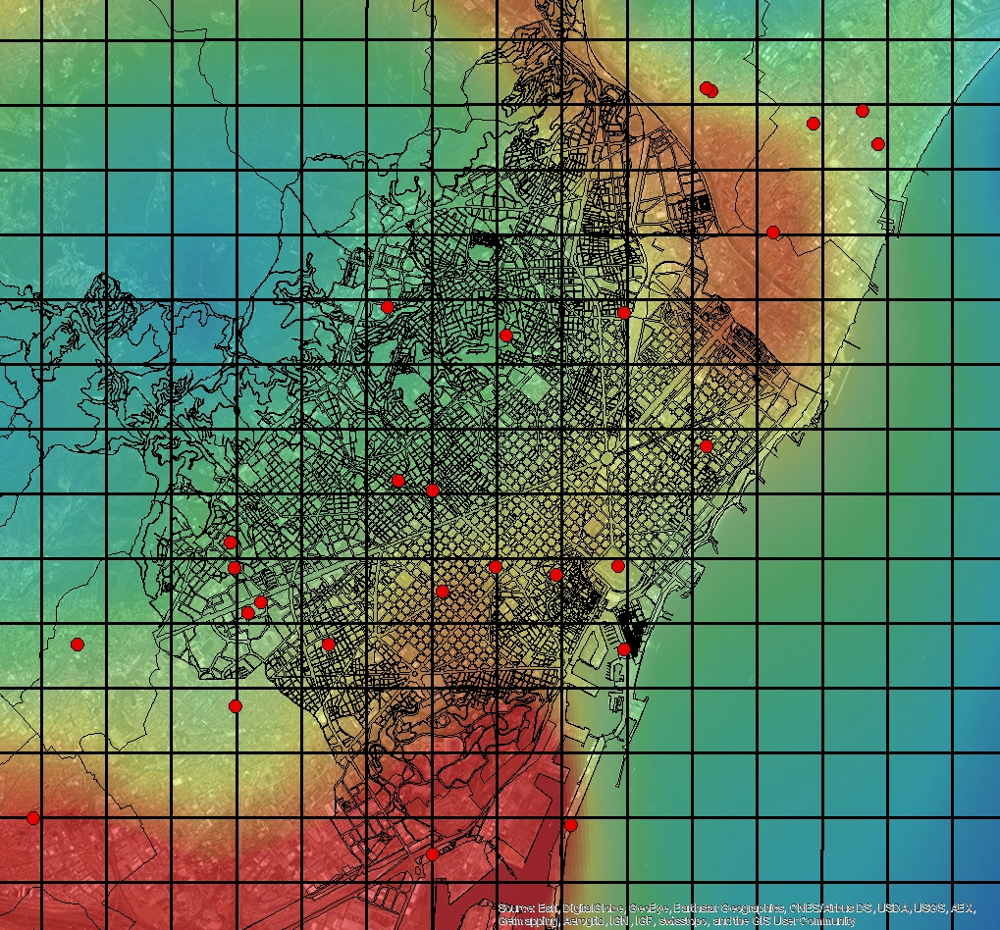 Source: Esri, DigitalGlobe, GeoEye, Earthstar Geographics, CNES/Airbus DS, USDA, USGS, AEX,
Getmapping, Aerogrid, IGN, IGP, swisstopo, and the GIS User Community